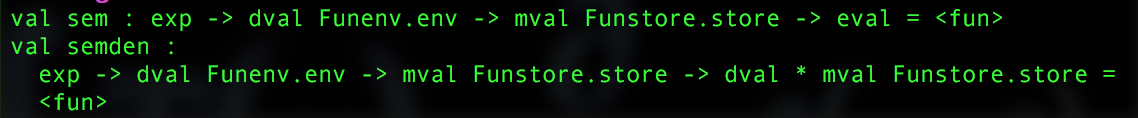 val sem : exp -> dval Funenv.env -> mval Funstore.store -> eval = <fun>
val semden :
  exp -> dval Funenv.env -> mval Funstore.store -> dval * mval Funstore.store =
  <fun>